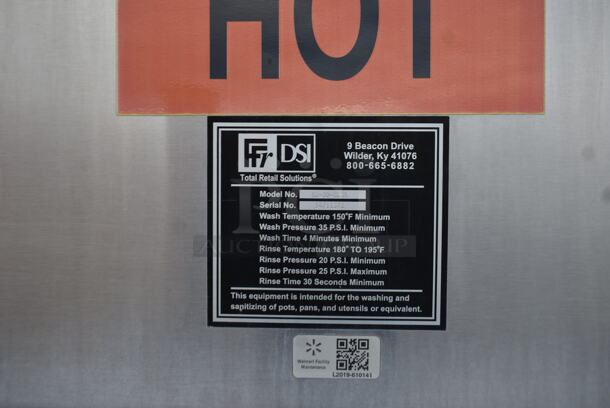 HOT
Fr DSI
Total Retail Solutions®
9 Beacon Drive
Wilder, Ky 41076
800-665-6882
Model No.
Serial No.
Wash Temperature 150°F Minimum
Wash Pressure 35 P.S.I. Minimum
Wash Time 4 Minutes Minimum
Rinse Temperature 180° TO 195°F
Rinse Pressure 20 P.S.I. Minimum
Rinse Pressure 25 P.S.I. Maximum
Rinse Time 30 Seconds Minimum
This equipment is intended for the washing and
sapitizing of pots, pans, and utensils or equivalent.
Walmart Facility
Maintenance
L2019-610141